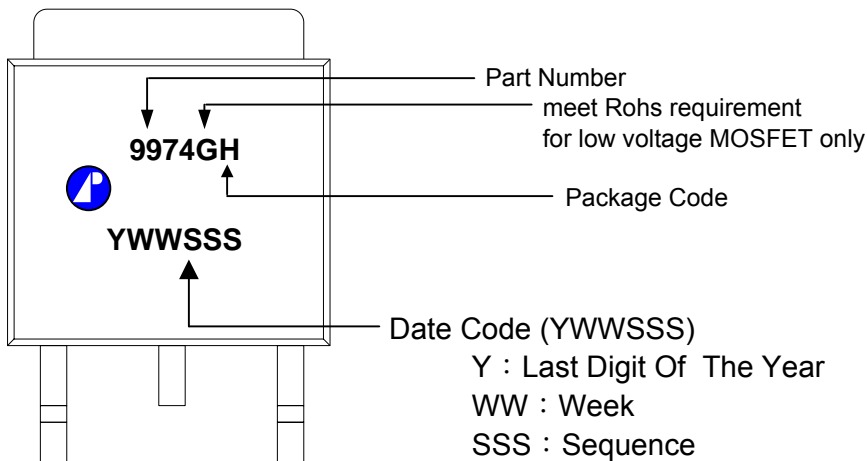 Part Number
meet Rohs requirement
for low voltage MOSFET only
9974GH
Package Code
YWWSSS
Date Code (YWWSSS)
Y：Last Digit Of The Year
WW：Week
SSS：Sequence